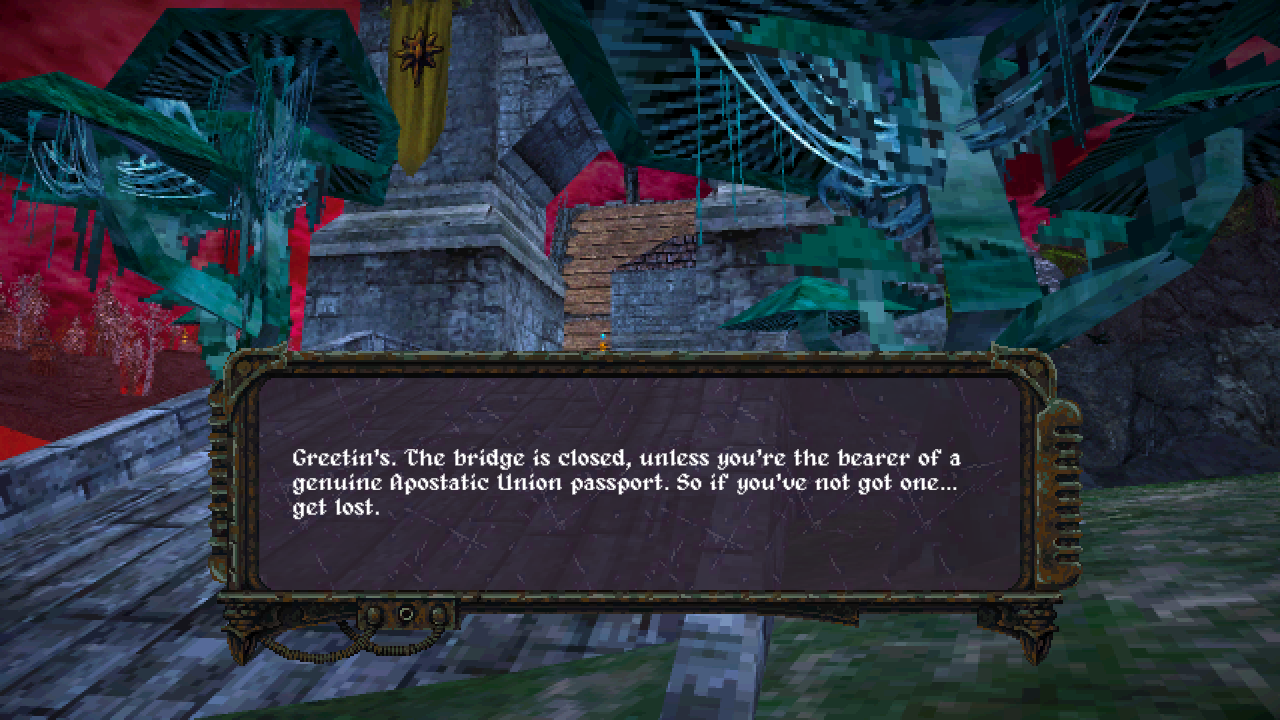 Greetin's. The bridge is closed, unless you're the bearer of a
genuine Apostatic Union passport. So if you've not got one...
get lost.